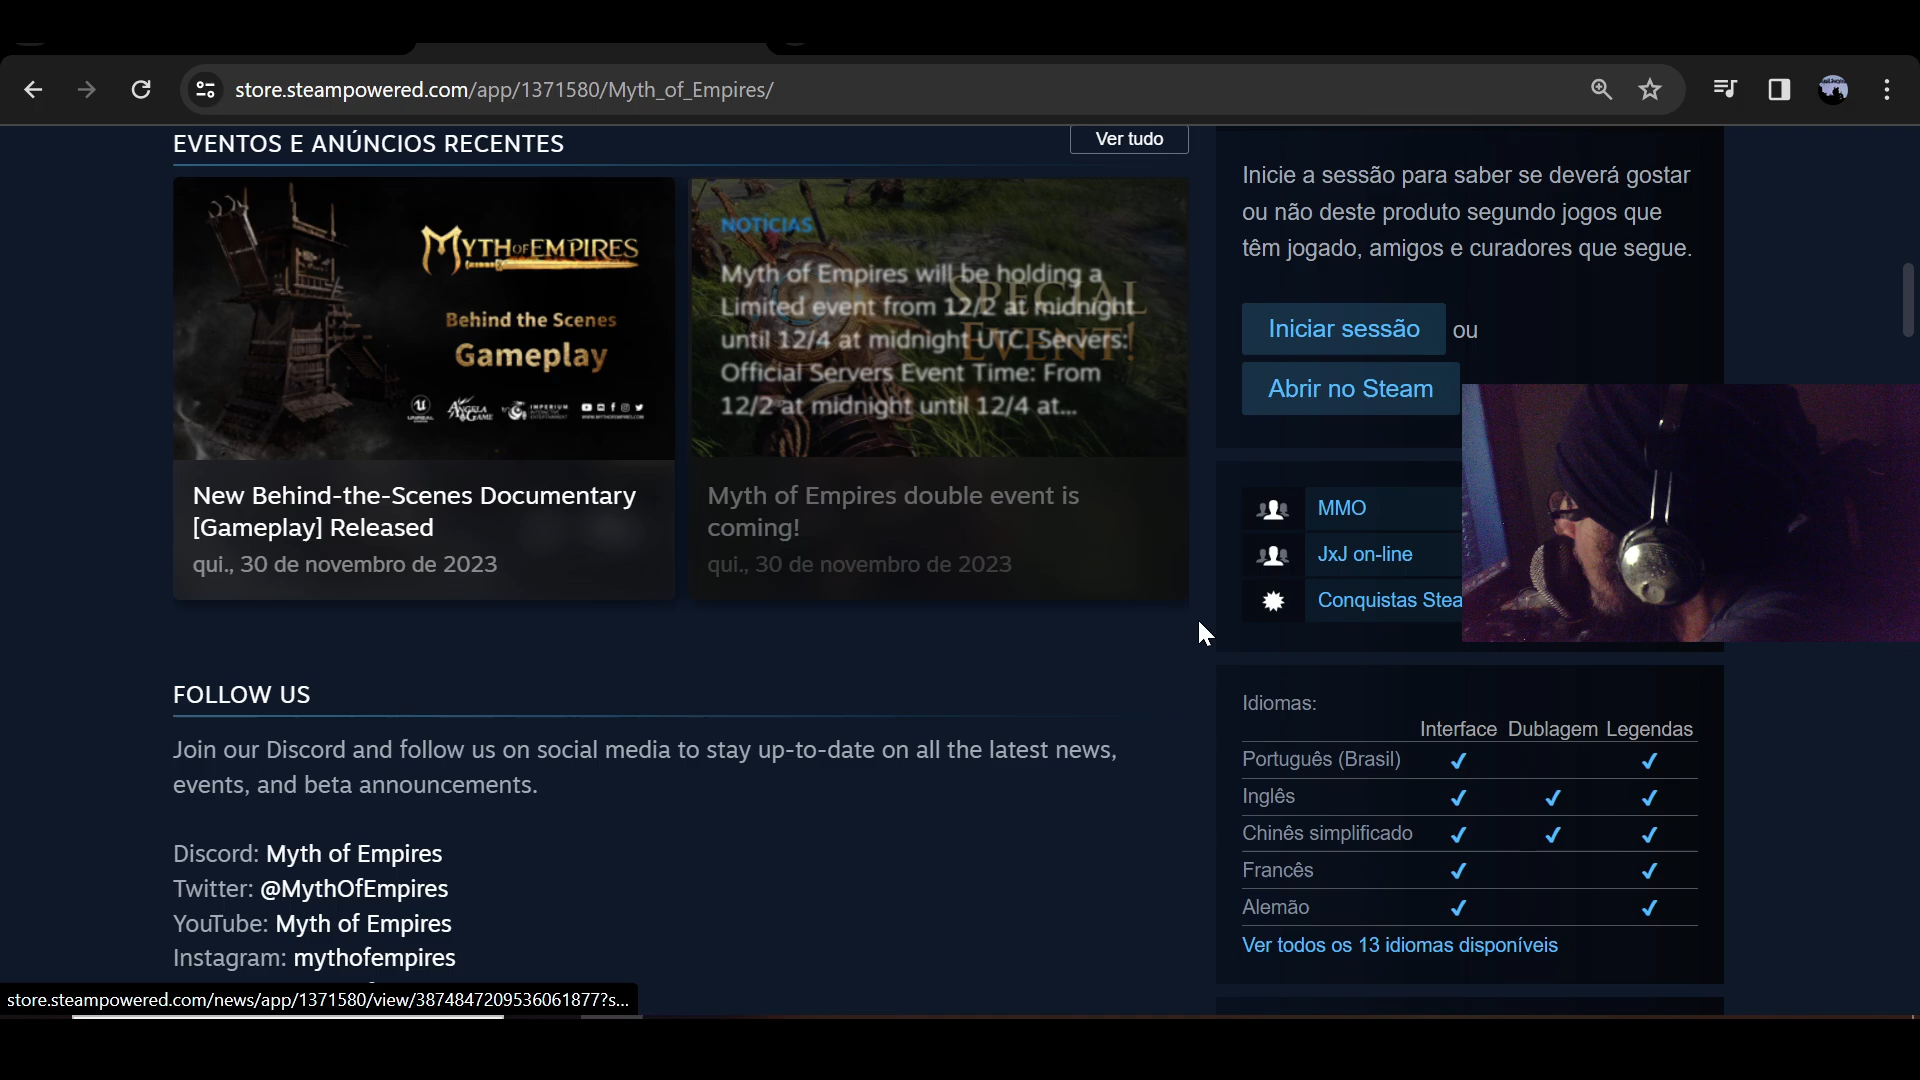 store.steampowered.com/app/1371580/Myth_of_Empires/
EVENTOS E ANÚNCIOS RECENTES
Ver tudo
MYTH OF EMPIRES
Behind the Scenes
Gameplay
UNREAL
ANGELA GAME
IMPERIUM
New Behind-the-Scenes Documentary
[Gameplay] Released
qui., 30 de novembro de 2023
NOTÍCIAS
Myth of Empires will be holding a
Limited event from 12/2 at midnight
until 12/4 at midnight UTC. Servers:
Official Servers Event Time: From
12/2 at midnight until 12/4 at...
SPECIAL
EVENT!
Myth of Empires double event is
coming!
qui., 30 de novembro de 2023
Inicie a sessão para saber se deverá gostar
ou não deste produto segundo jogos que
têm jogado, amigos e curadores que segue.
Iniciar sessão ou
Abrir no Steam
MMO
JxJ on-line
Conquistas Stea
FOLLOW US
Join our Discord and follow us on social media to stay up-to-date on all the latest news,
events, and beta announcements.
Discord: Myth of Empires
Twitter: @MythOfEmpires
YouTube: Myth of Empires
Instagram: mythofempires
Idiomas:
Interface Dublagem Legendas
Português (Brasil)
Inglês
Chinês simplificado
Francês
Alemão
Ver todos os 13 idiomas disponíveis
store.steampowered.com/news/app/1371580/view/3874847209536061877?s...